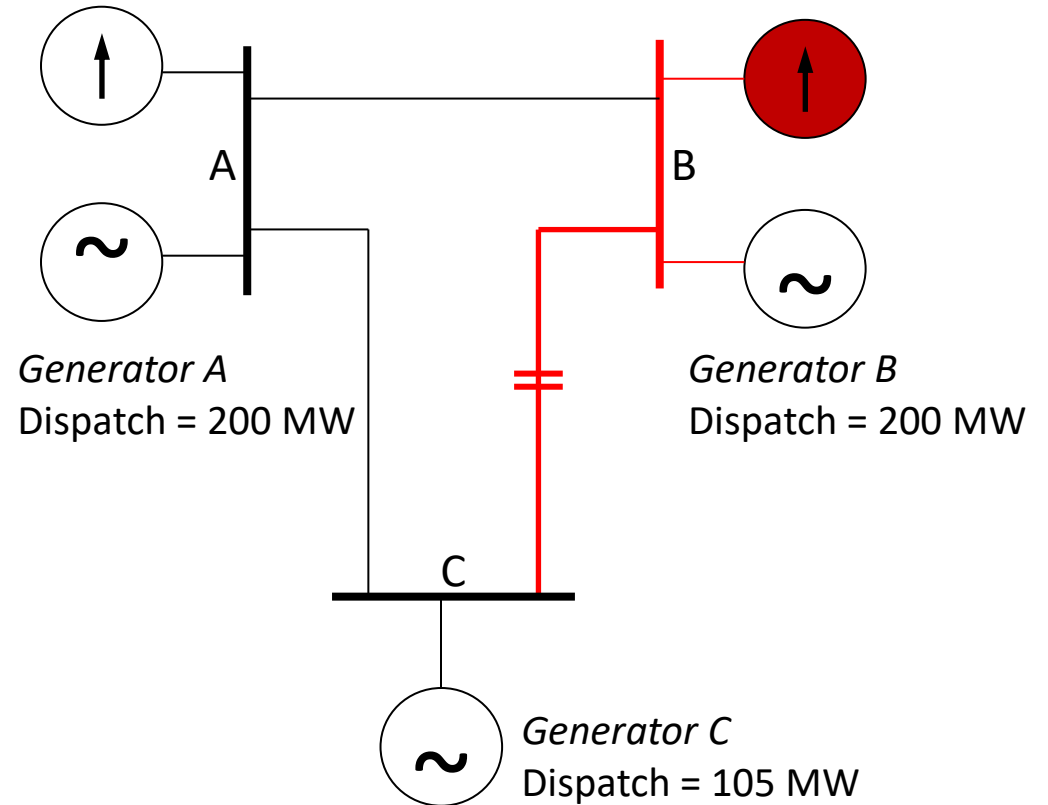 A
B
Generator A
Dispatch = 200 MW
Generator B
Dispatch = 200 MW
C
Generator C
Dispatch = 105 MW